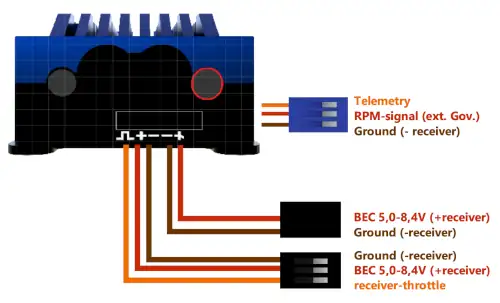 Telemetry
RPM-signal (ext. Gov.)
Ground (- receiver)
+ − − +
BEC 5,0-8,4V (+receiver)
Ground (-receiver)
Ground (-receiver)
BEC 5,0-8,4V (+receiver)
receiver-throttle